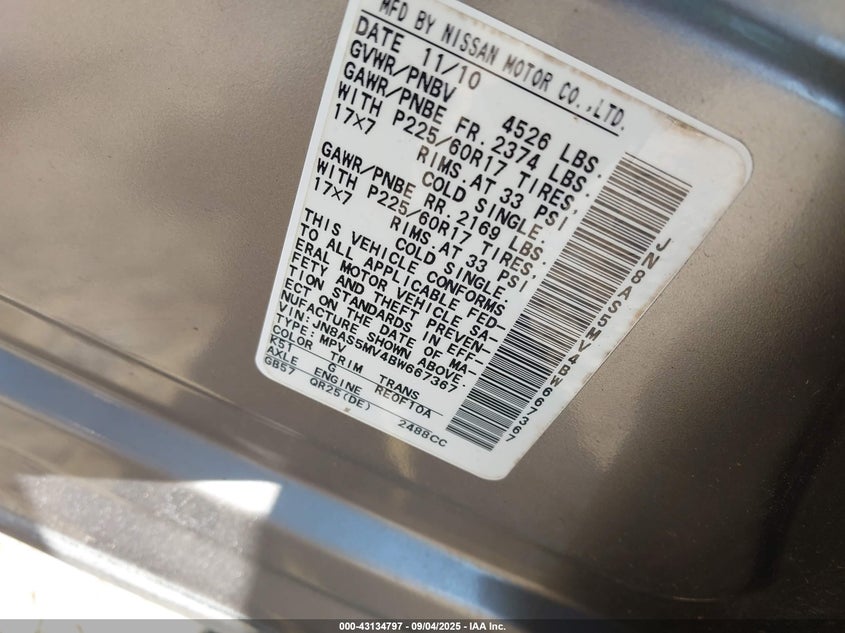 MFD BY NISSAN MOTOR CO.,LTD.
DATE 11/10
GVWR/PNBV 4526 LBS.
GAWR/PNBE FR. 2374 LBS.
WITH P225/60R17 TIRES,
17X7 RIMS.AT 33 PSI
COLD SINGLE.
GAWR/PNBE RR. 2169 LBS.
WITH P225/60R17 TIRES,
17X7 RIMS.AT 33 PSI
COLD SINGLE.
THIS VEHICLE CONFORMS
TO ALL APPLICABLE FED-
ERAL MOTOR VEHICLE SA-
FETY AND THEFT PREVEN-
TION STANDARDS IN EFF-
ECT ON THE DATE OF MA-
NUFACTURE SHOWN ABOVE.
VIN: JN8AS5MV4BW667367
TYPE: MPV
COLOR TRIM TRANS
K51 G RE0F10A
AXLE ENGINE
GB57 QR25(DE) 2488CC
JN8AS5MV4BW667367
000-43134797 - 09/04/2025 - IAA Inc.